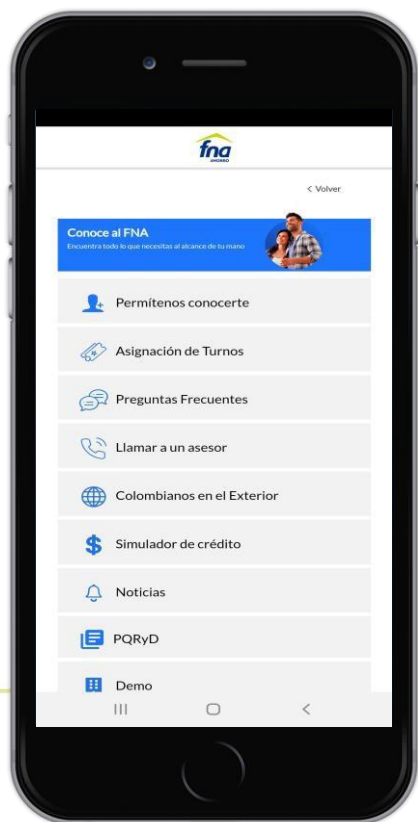 fna
AHORRO
< Volver
Conoce al FNA
Encuentra todo lo que necesitas al alcance de tu mano
Permítenos conocerte
Asignación de Turnos
Preguntas Frecuentes
Llamar a un asesor
Colombianos en el Exterior
Simulador de crédito
Noticias
PQRyD
Demo